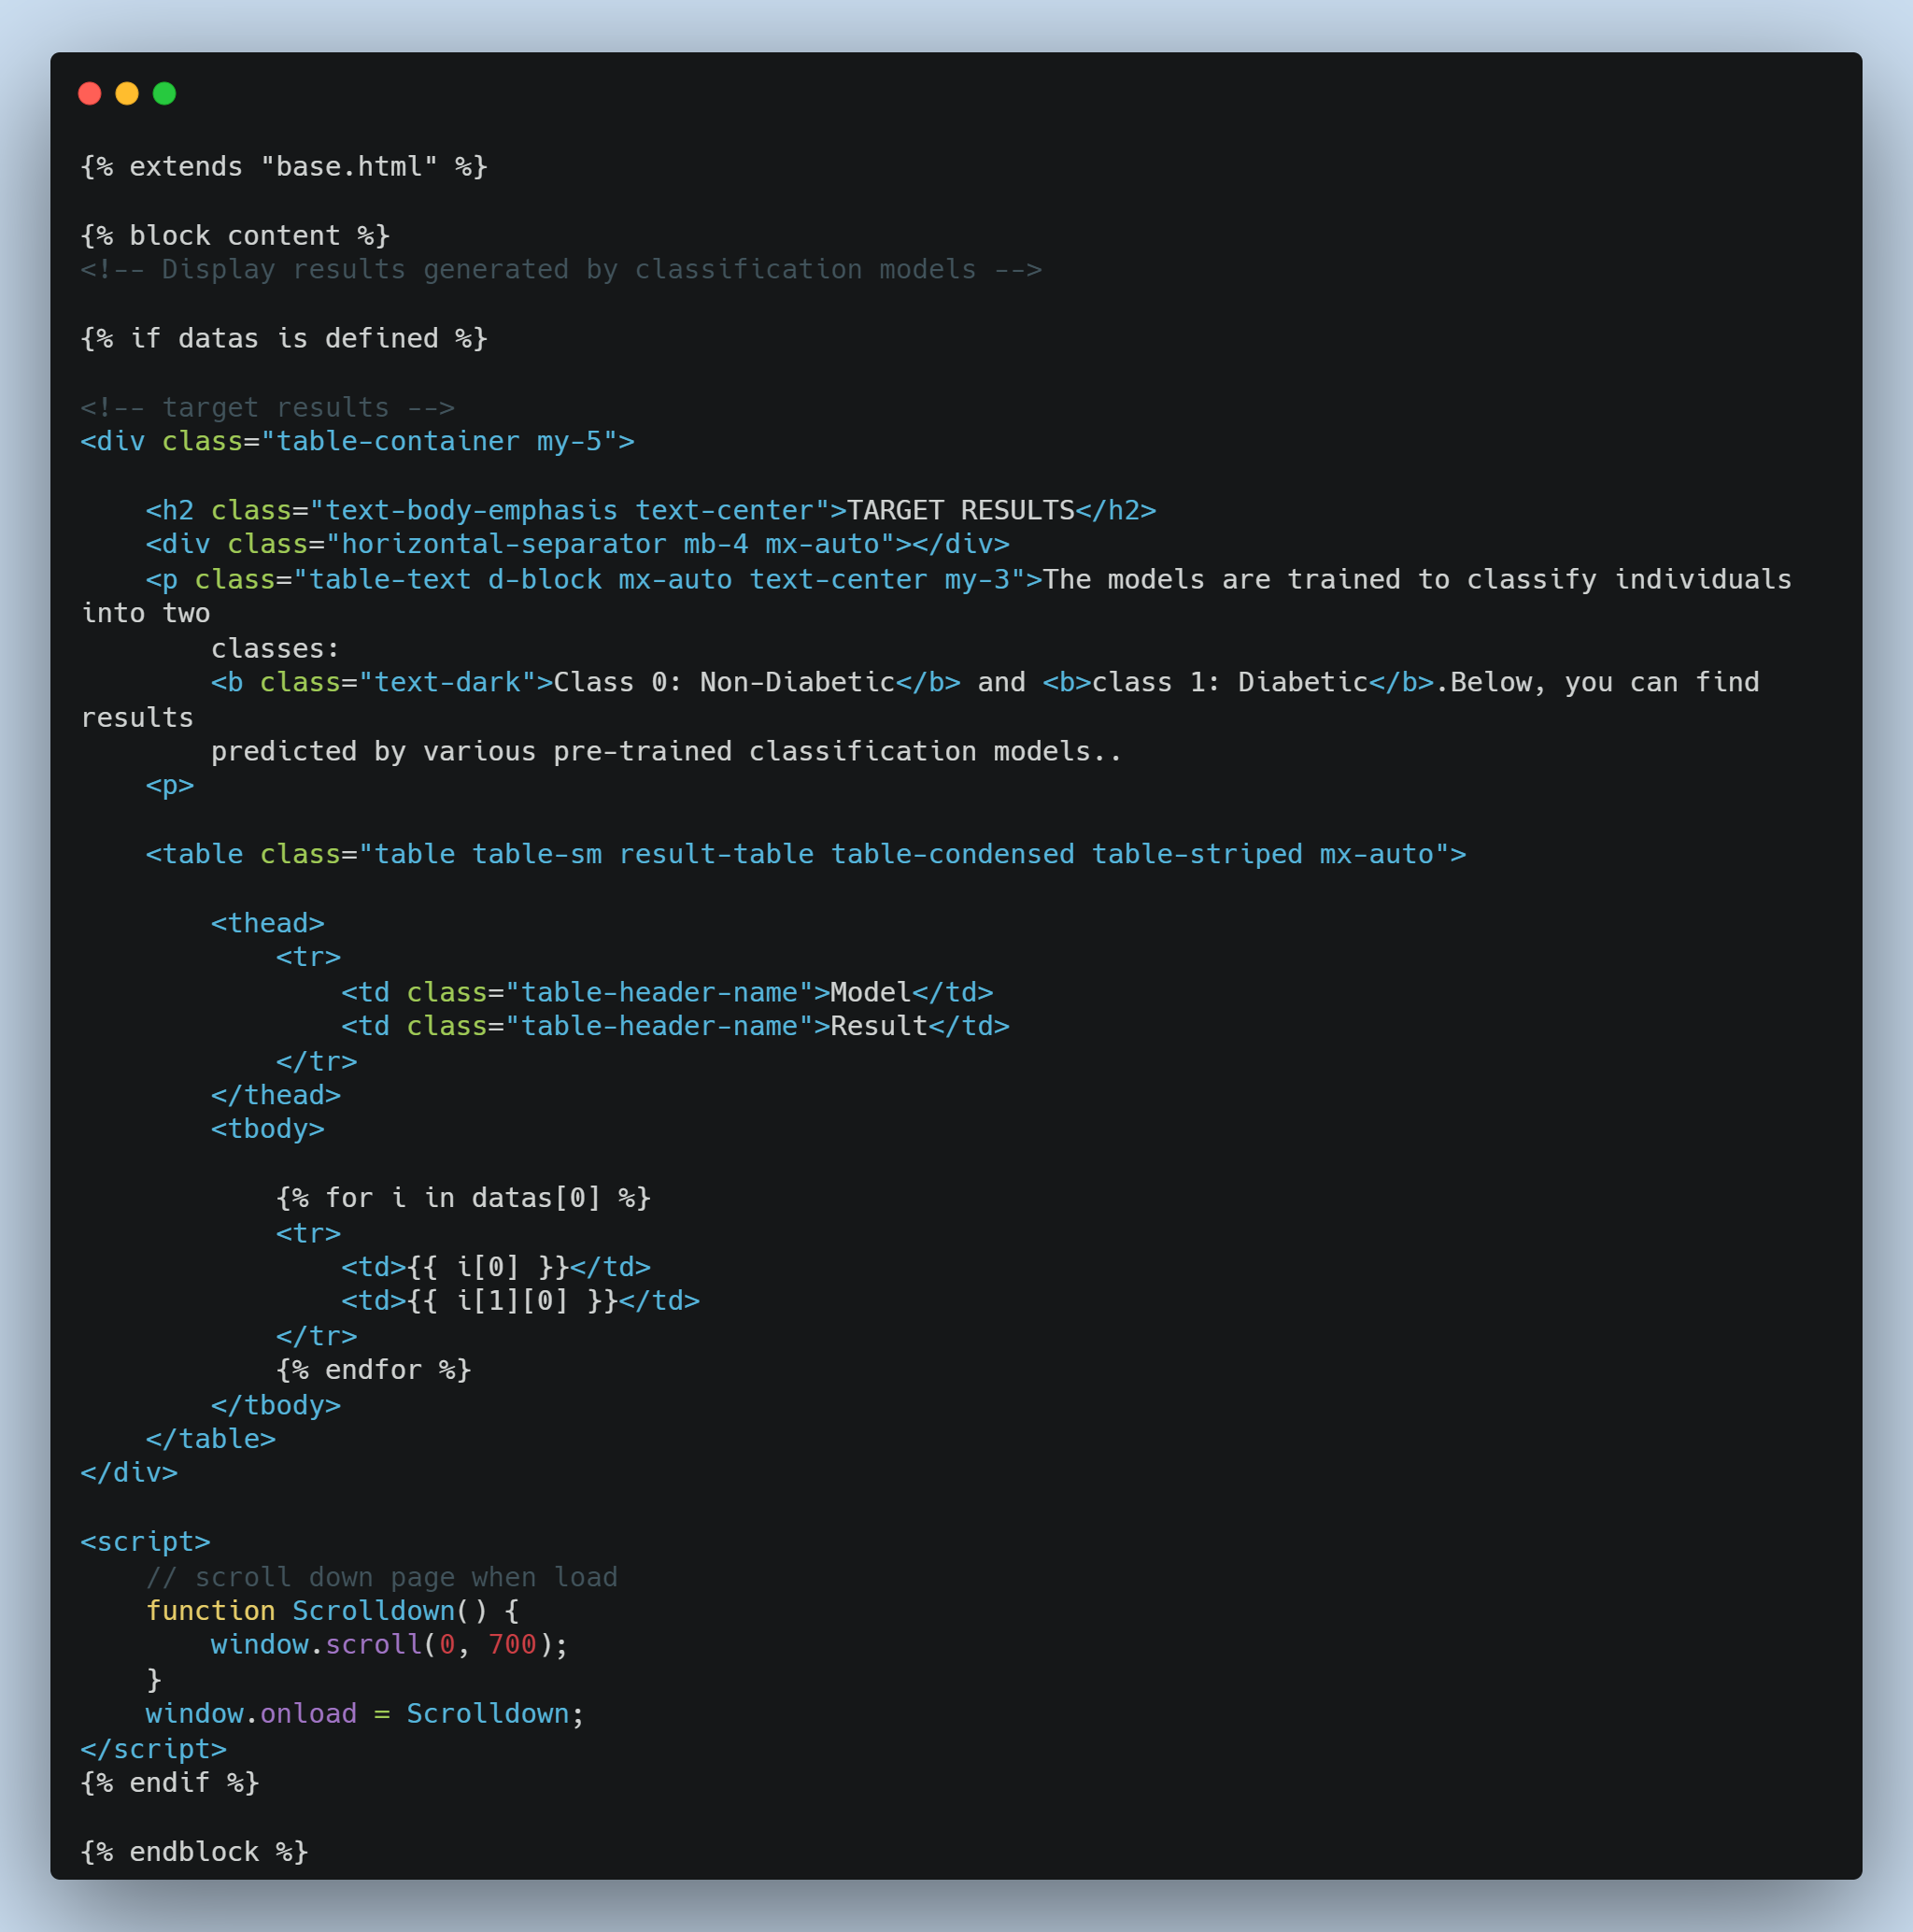 {% extends "base.html" %}

{% block content %}
<!-- Display results generated by classification models -->

{% if datas is defined %}

<!-- target results -->
<div class="table-container my-5">

    <h2 class="text-body-emphasis text-center">TARGET RESULTS</h2>
    <div class="horizontal-separator mb-4 mx-auto"></div>
    <p class="table-text d-block mx-auto text-center my-3">The models are trained to classify individuals
into two
        classes:
        <b class="text-dark">Class 0: Non-Diabetic</b> and <b>class 1: Diabetic</b>.Below, you can find
results
        predicted by various pre-trained classification models..
    <p>

    <table class="table table-sm result-table table-condensed table-striped mx-auto">

        <thead>
            <tr>
                <td class="table-header-name">Model</td>
                <td class="table-header-name">Result</td>
            </tr>
        </thead>
        <tbody>

            {% for i in datas[0] %}
            <tr>
                <td>{{ i[0] }}</td>
                <td>{{ i[1][0] }}</td>
            </tr>
            {% endfor %}
        </tbody>
    </table>
</div>

<script>
    // scroll down page when load
    function Scrolldown() {
        window.scroll(0, 700);
    }
    window.onload = Scrolldown;
</script>
{% endif %}

{% endblock %}